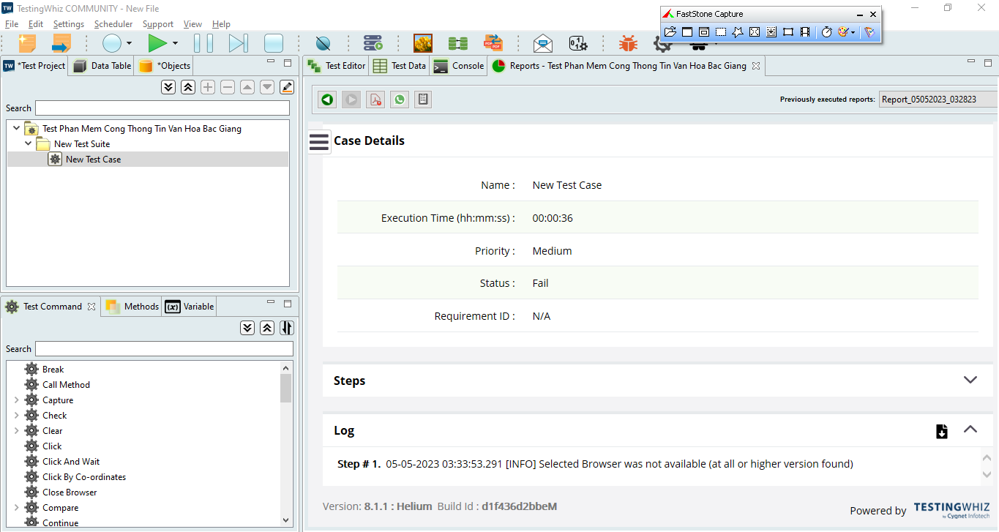 TestingWhiz COMMUNITY - New File
FastStone Capture
File Edit Settings Scheduler Support View Help
*Test Project Data Table *Objects
Test Editor Test Data Console Reports - Test Phan Mem Cong Thong Tin Van Hoa Bac Giang
Previously executed reports: Report_05052023_032823
Search
Test Phan Mem Cong Thong Tin Van Hoa Bac Giang
New Test Suite
New Test Case
Case Details
Name : New Test Case
Execution Time (hh:mm:ss) : 00:00:36
Priority : Medium
Status : Fail
Requirement ID : N/A
Test Command Methods (x) Variable
Search
Break
Call Method
Capture
Check
Clear
Click
Click And Wait
Click By Co-ordinates
Close Browser
Compare
Continue
Steps
Log
Step # 1. 05-05-2023 03:33:53.291 [INFO] Selected Browser was not available (at all or higher version found)
Version: 8.1.1 : Helium Build Id : d1f436d2bbeM
Powered by TESTINGWHIZ
by Cygnet Infotech